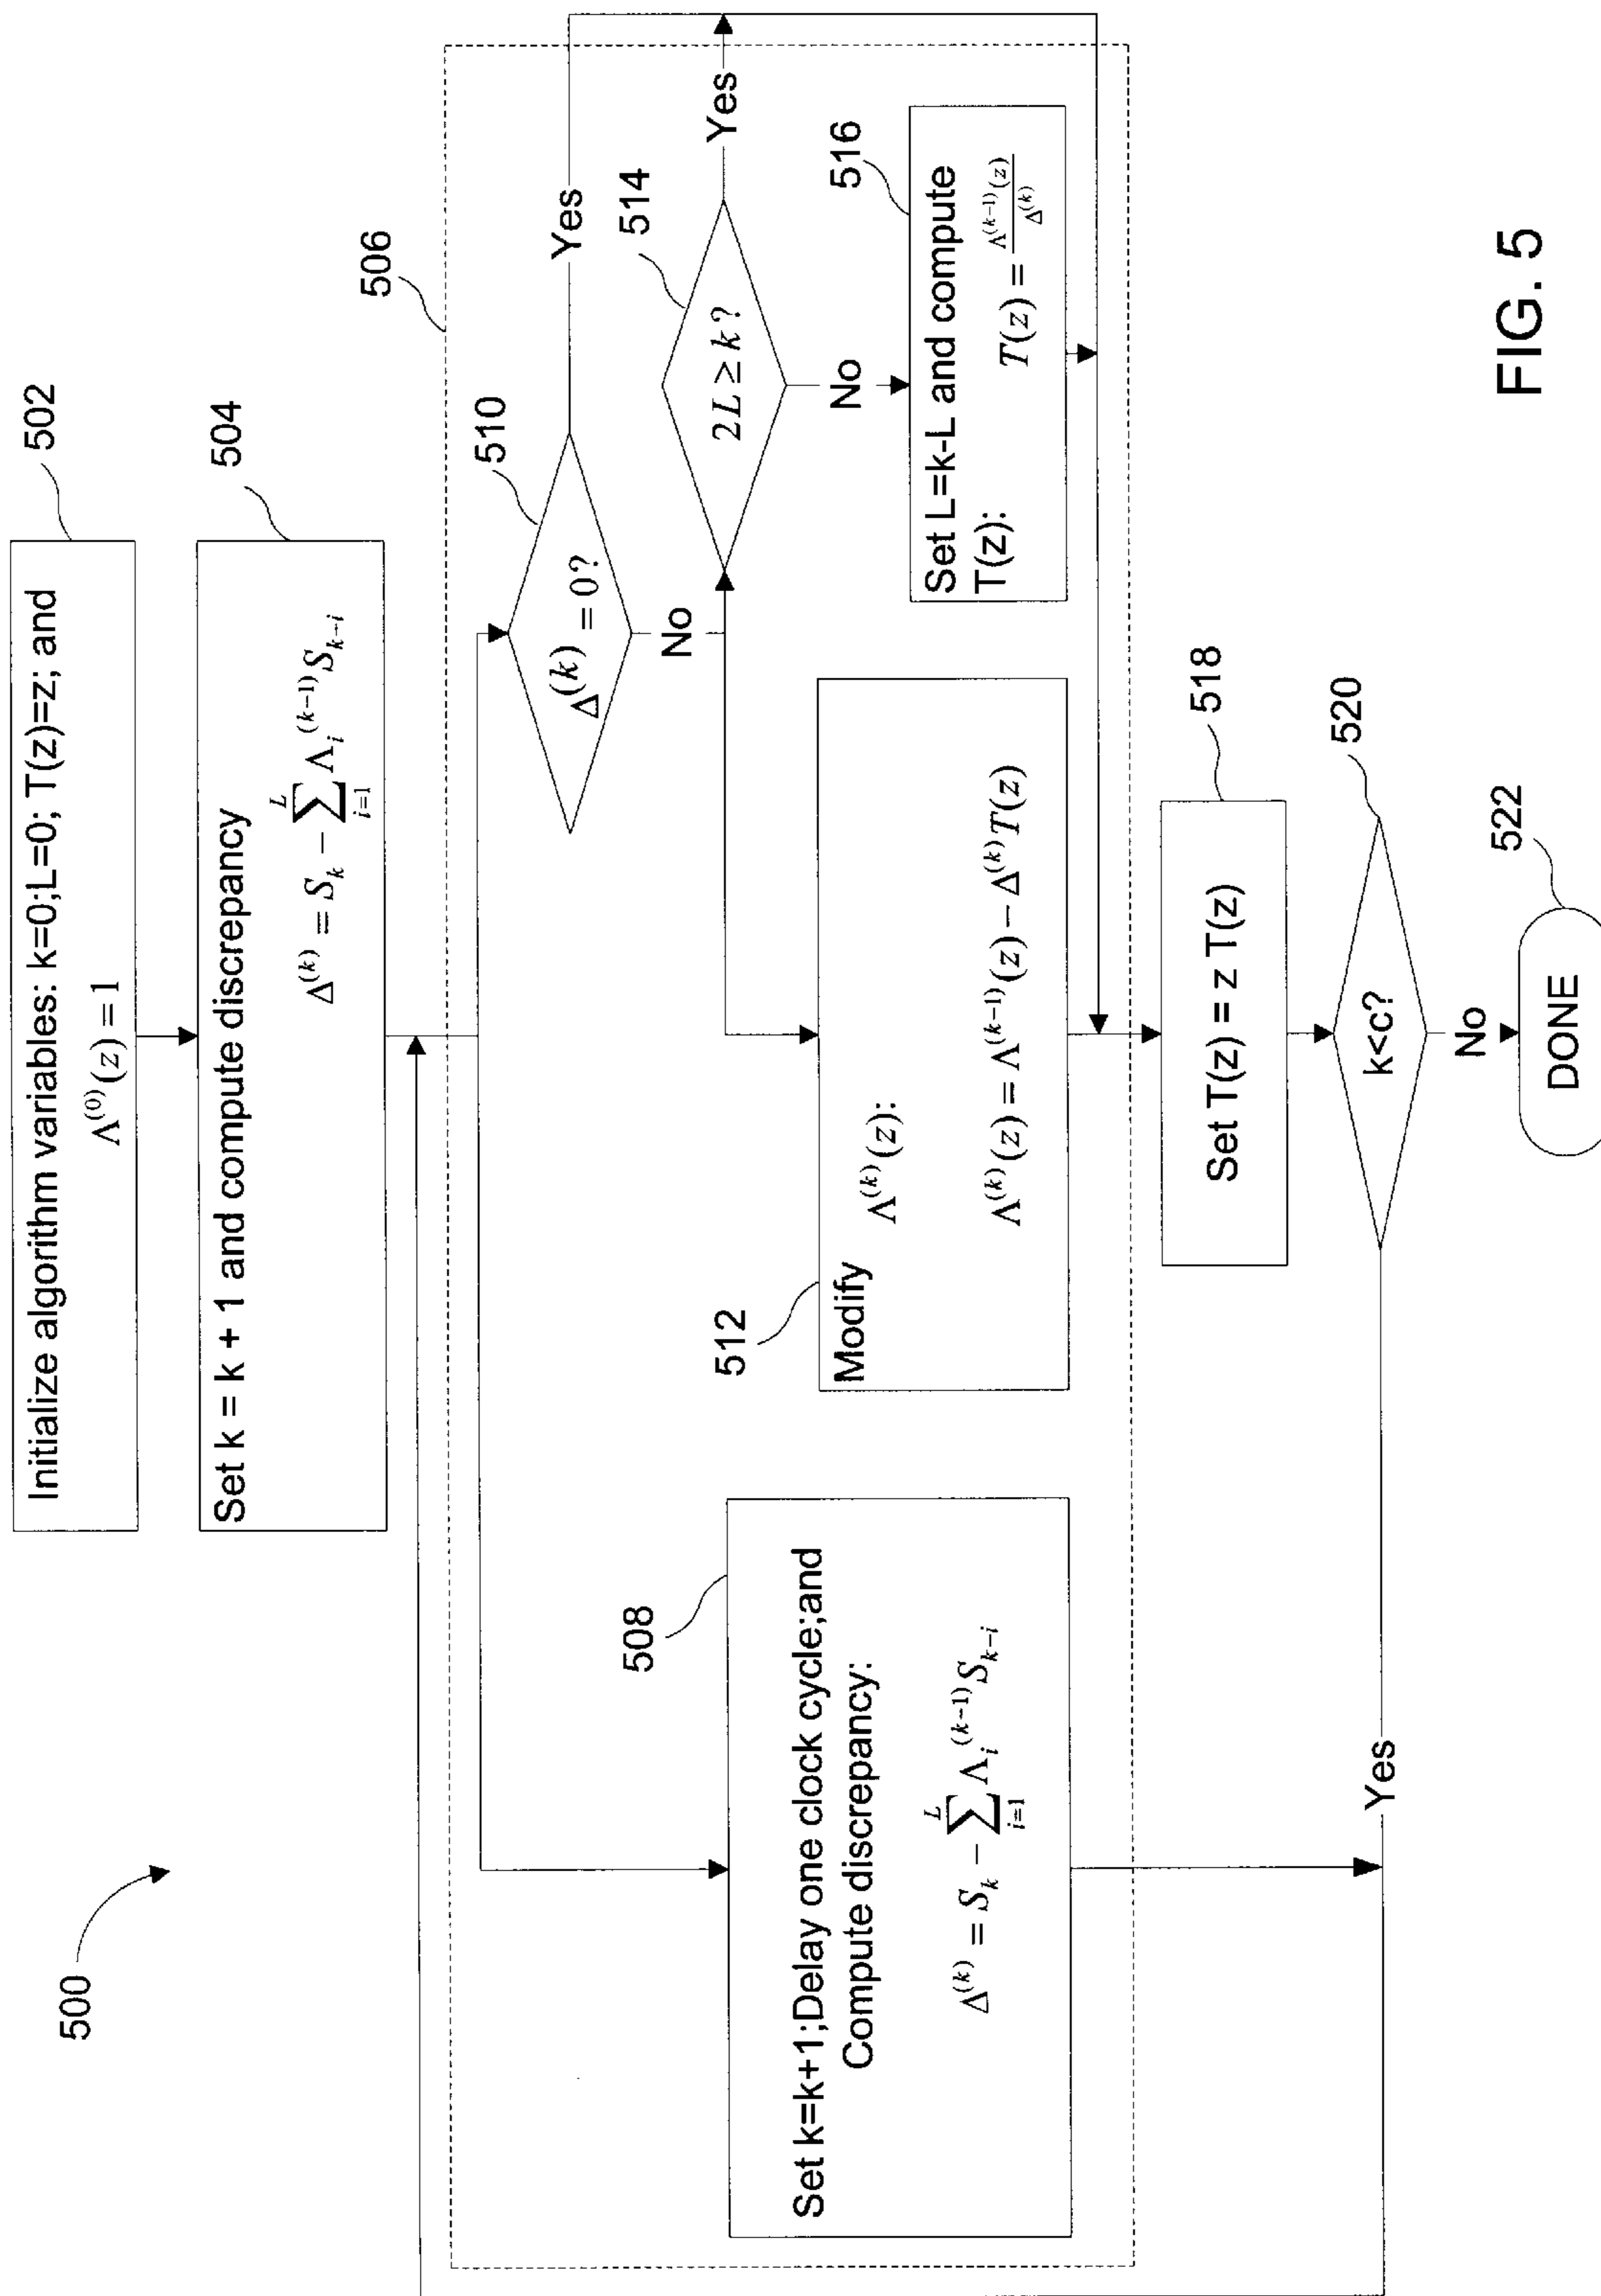 500
502
Initialize algorithm variables: k=0;L=0; T(z)=z; and
Λ^{(0)}(z) = 1
504
Set k = k + 1 and compute discrepancy
Δ^{(k)} = S_k − \sum_{i=1}^{L} Λ_i^{(k−1)} S_{k−i}
506
508
Set k=k+1;Delay one clock cycle;and
Compute discrepancy:
Δ^{(k)} = S_k − \sum_{i=1}^{L} Λ_i^{(k−1)} S_{k−i}
510
Δ^{(k)} = 0?
Yes
No
512
Modify
Λ^{(k)}(z):
Λ^{(k)}(z) = Λ^{(k−1)}(z) − Δ^{(k)}T(z)
514
2L ≥ k?
Yes
No
516
Set L=k-L and compute
T(z):
T(z) = \frac{Λ^{(k−1)}(z)}{Δ^{(k)}}
518
Set T(z) = z T(z)
520
k<c?
Yes
No
522
DONE
FIG. 5